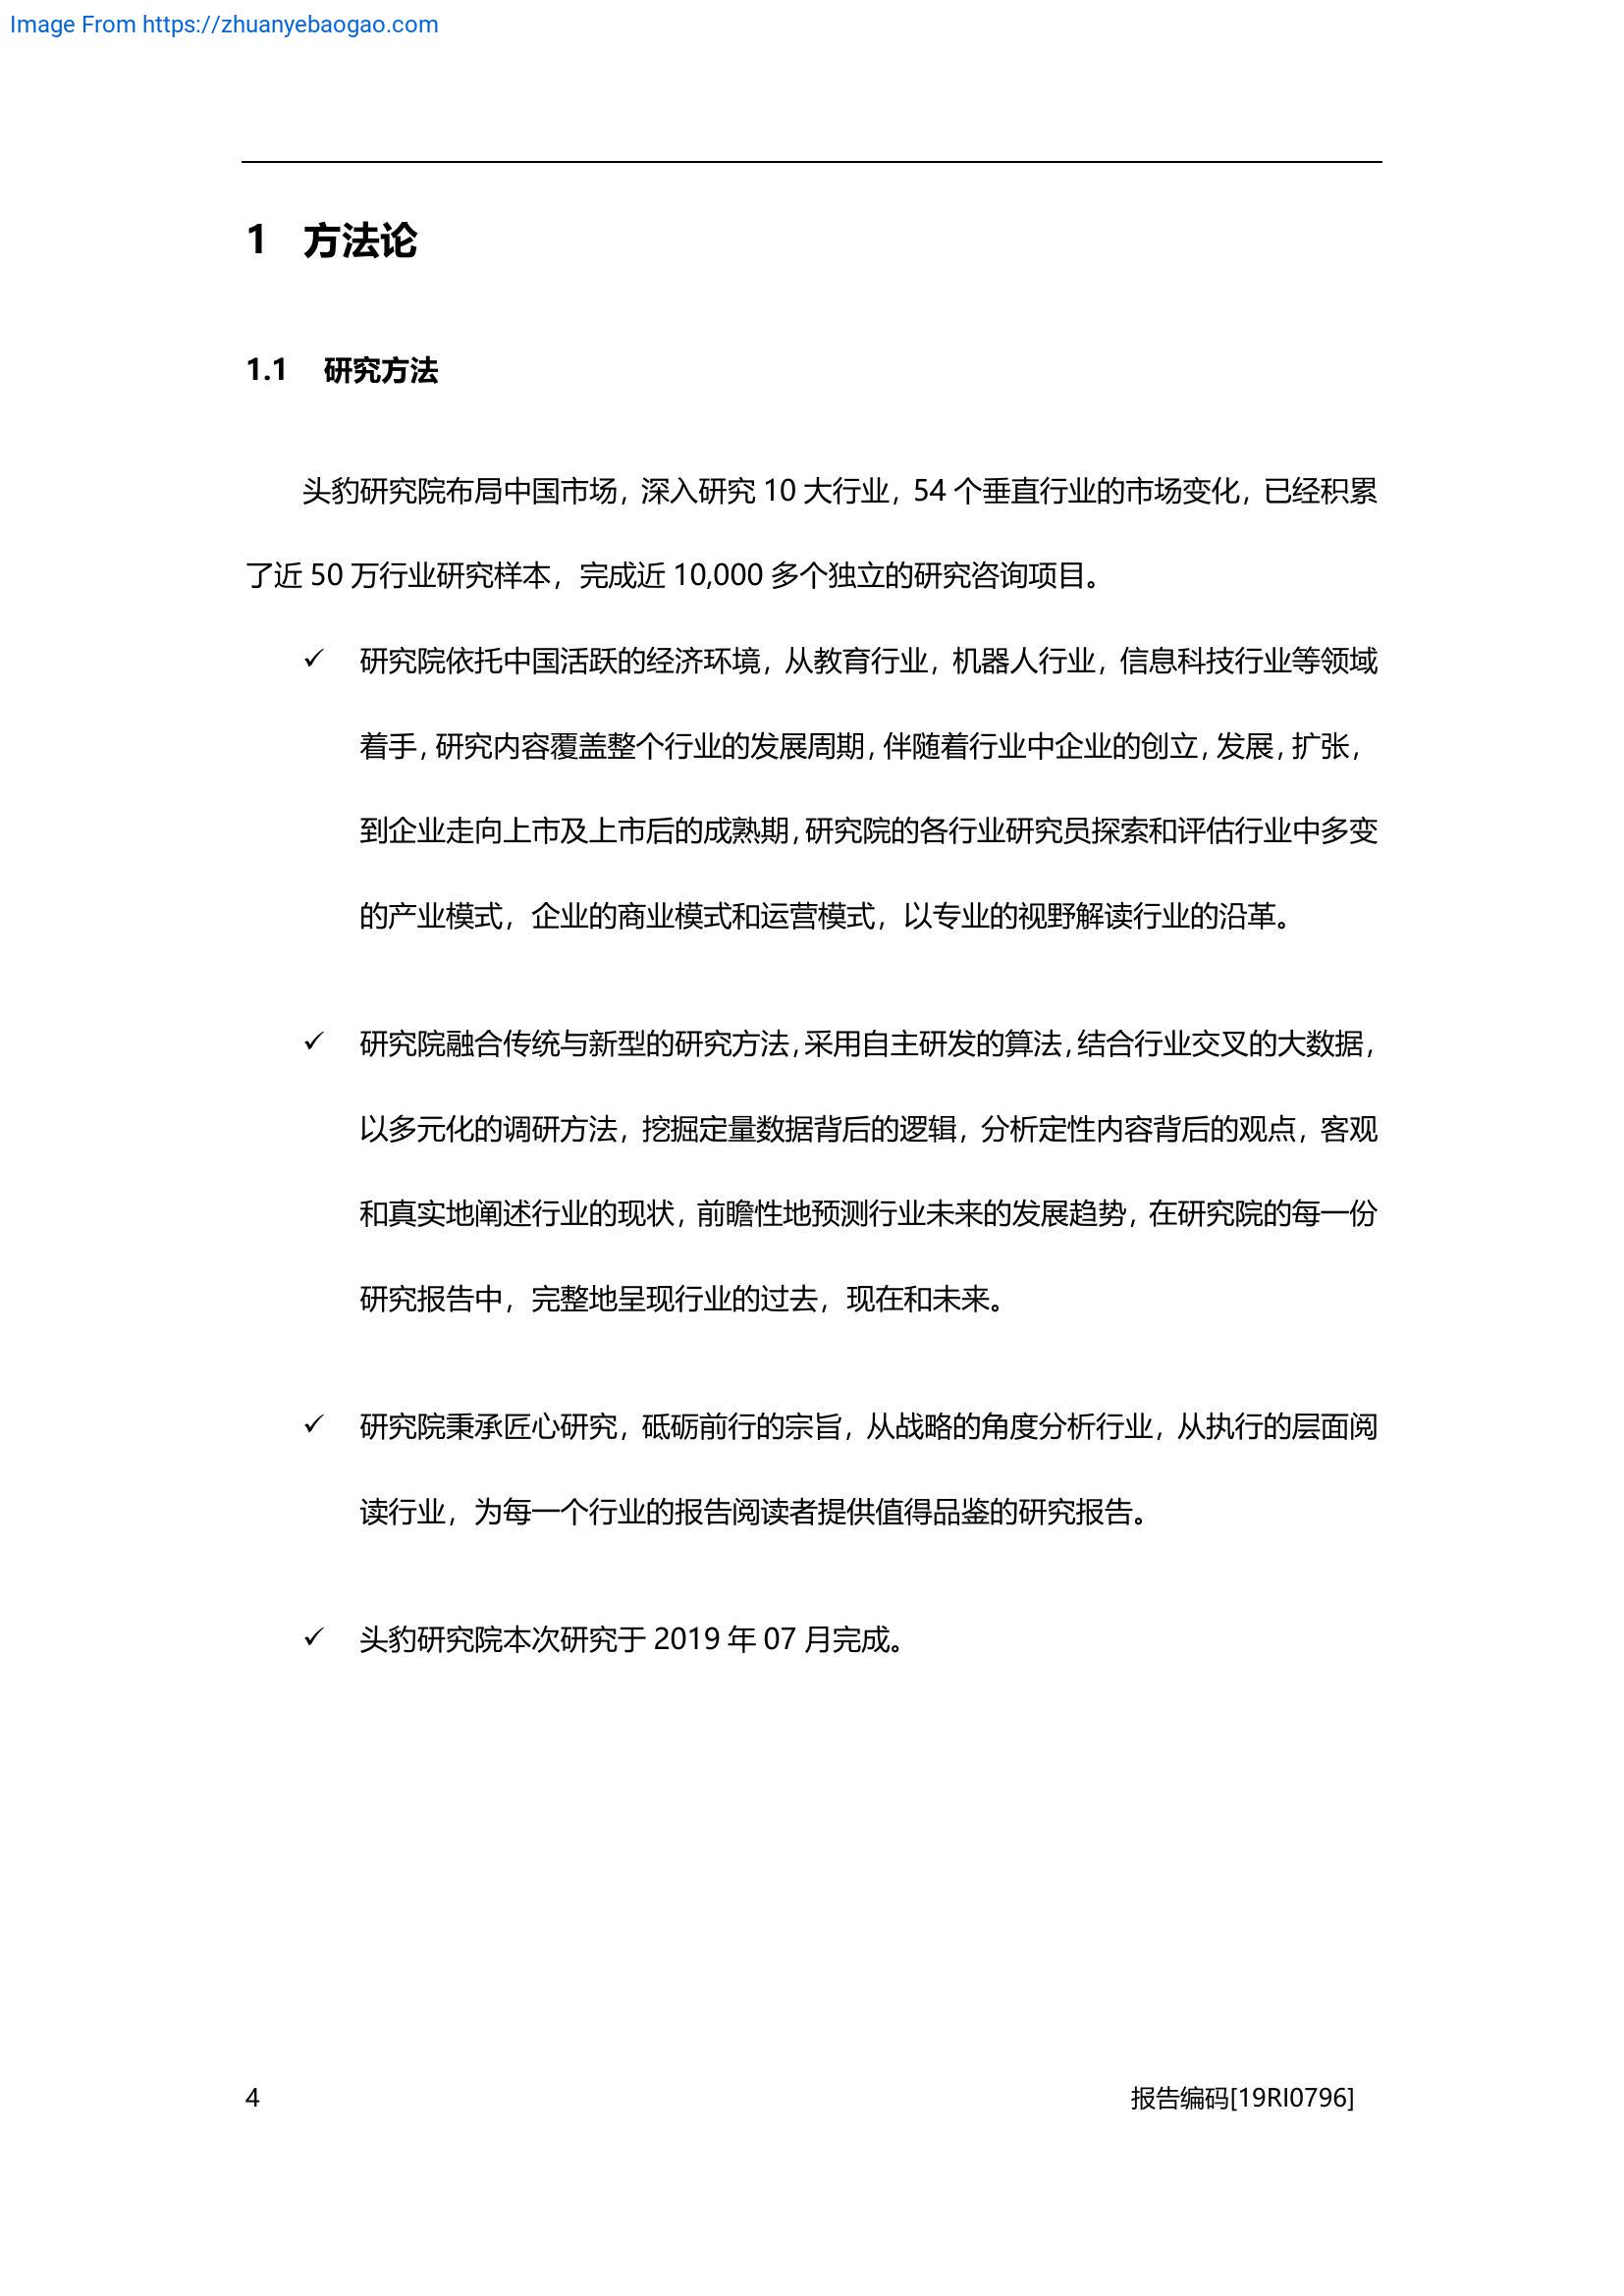 Image From https://zhuanyebaogao.com
1 方法论
1.1 研究方法
头豹研究院布局中国市场，深入研究 10 大行业，54 个垂直行业的市场变化，已经积累
了近 50 万行业研究样本，完成近 10,000 多个独立的研究咨询项目。
✓ 研究院依托中国活跃的经济环境，从教育行业，机器人行业，信息科技行业等领域
着手，研究内容覆盖整个行业的发展周期，伴随着行业中企业的创立，发展，扩张，
到企业走向上市及上市后的成熟期，研究院的各行业研究员探索和评估行业中多变
的产业模式，企业的商业模式和运营模式，以专业的视野解读行业的沿革。
✓ 研究院融合传统与新型的研究方法，采用自主研发的算法，结合行业交叉的大数据，
以多元化的调研方法，挖掘定量数据背后的逻辑，分析定性内容背后的观点，客观
和真实地阐述行业的现状，前瞻性地预测行业未来的发展趋势，在研究院的每一份
研究报告中，完整地呈现行业的过去，现在和未来。
✓ 研究院秉承匠心研究，砥砺前行的宗旨，从战略的角度分析行业，从执行的层面阅
读行业，为每一个行业的报告阅读者提供值得品鉴的研究报告。
✓ 头豹研究院本次研究于 2019 年 07 月完成。
4 报告编码[19RI0796]